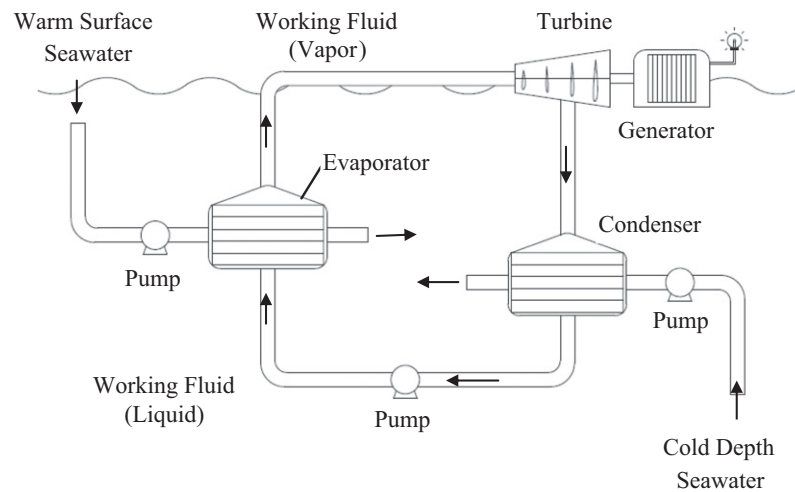 Warm Surface
Seawater
Working Fluid
(Vapor)
Turbine
Generator
Evaporator
Condenser
Pump
Pump
Working Fluid
(Liquid)
Pump
Cold Depth
Seawater